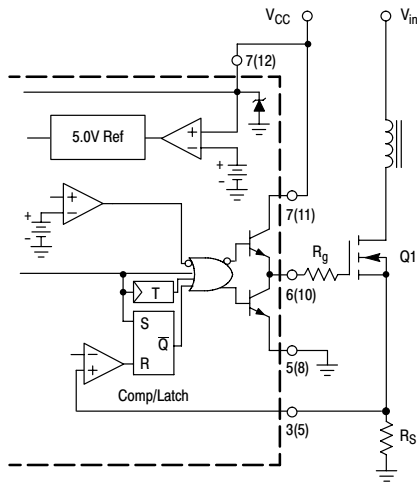 V_CC
V_in
7(12)
5.0V Ref
+
−
+
−
+
−
+
−
7(11)
R_g
Q1
6(10)
T
S
Q̅
R
−
+
5(8)
Comp/Latch
3(5)
R_S